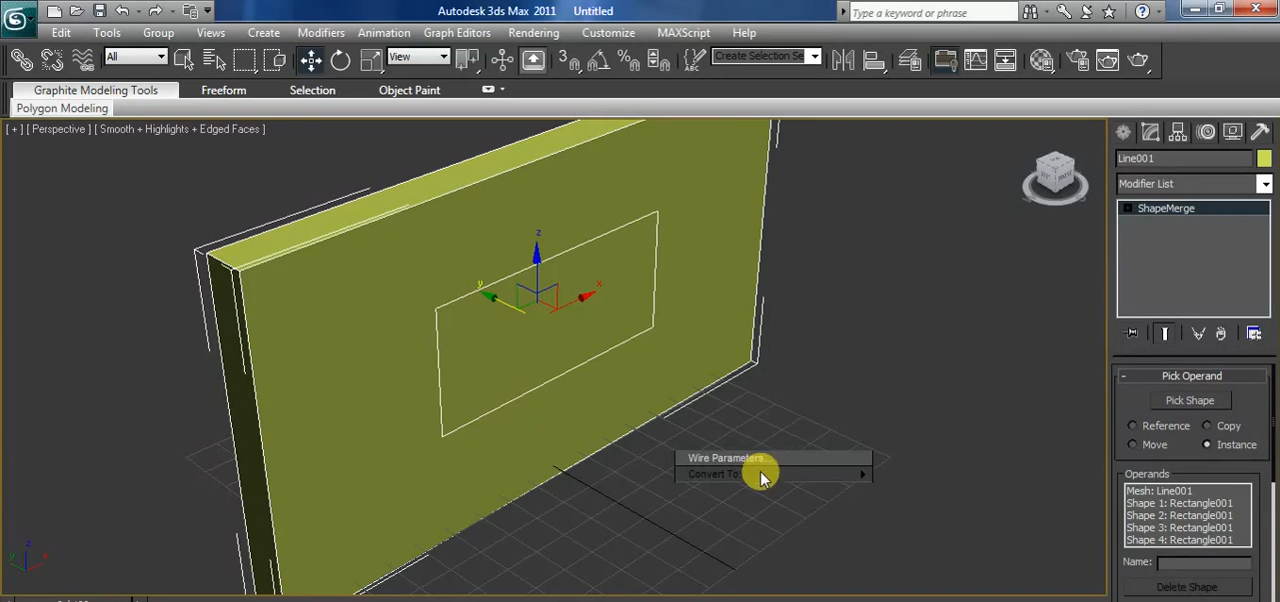 Autodesk 3ds Max 2011 Untitled
Type a keyword or phrase
Edit Tools Group Views Create Modifiers Animation Graph Editors Rendering Customize MAXScript Help
All
View
Create Selection Se
Graphite Modeling Tools Freeform Selection Object Paint
Polygon Modeling
[ + ] [ Perspective ] [ Smooth + Highlights + Edged Faces ]
Line001
Modifier List
ShapeMerge
z
y
x
Wire Parameters...
Convert To:
- Pick Operand
Pick Shape
Reference Copy
Move Instance
Operands
Mesh: Line001
Shape 1: Rectangle001
Shape 2: Rectangle001
Shape 3: Rectangle001
Shape 4: Rectangle001
Name:
Delete Shape
z
y
x